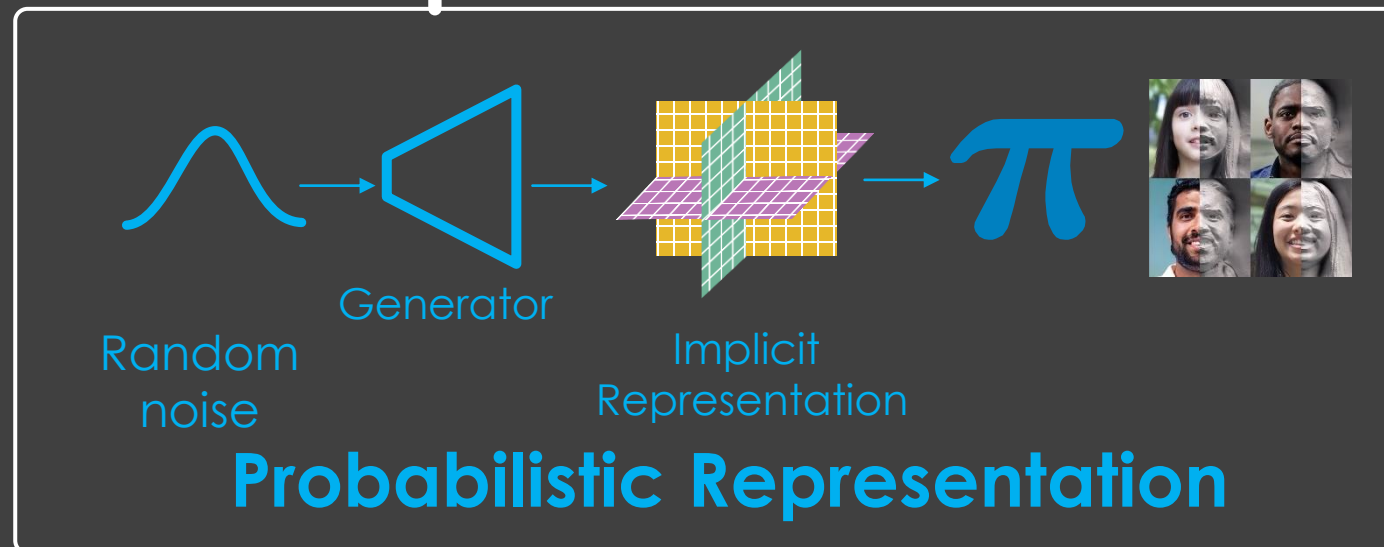 π
Generator
Random
noise
Implicit
Representation
Probabilistic Representation